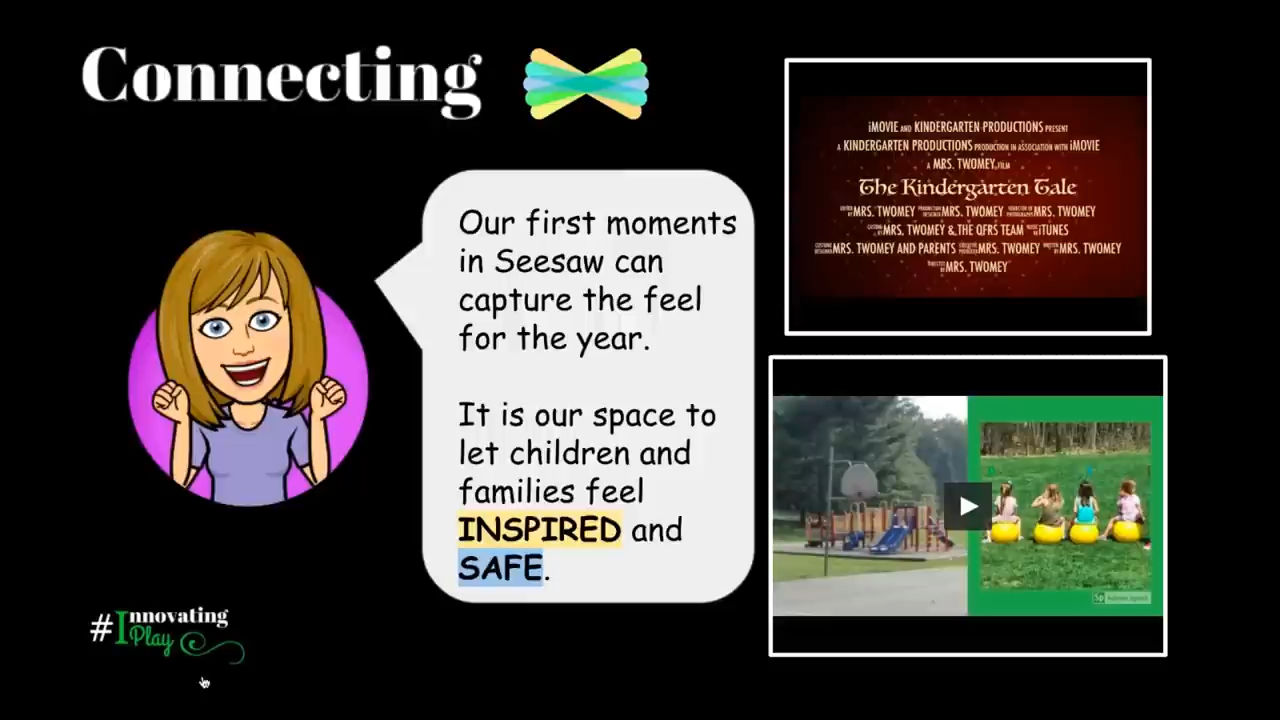 Connecting
Our first moments
in Seesaw can
capture the feel
for the year.
It is our space to
let children and
families feel
INSPIRED and
SAFE.
iMOVIE AND KINDERGARTEN PRODUCTIONS PRESENT
A KINDERGARTEN PRODUCTIONS PRODUCTION IN ASSOCIATION WITH iMOVIE
A MRS. TWOMEY FILM
The Kindergarten Tale
MRS. TWOMEY MRS. TWOMEY MRS. TWOMEY
MRS. TWOMEY & THE QFRS TEAM iTUNES
MRS. TWOMEY AND PARENTS MRS. TWOMEY MRS. TWOMEY
MRS. TWOMEY
Sp
#Innovating
Play